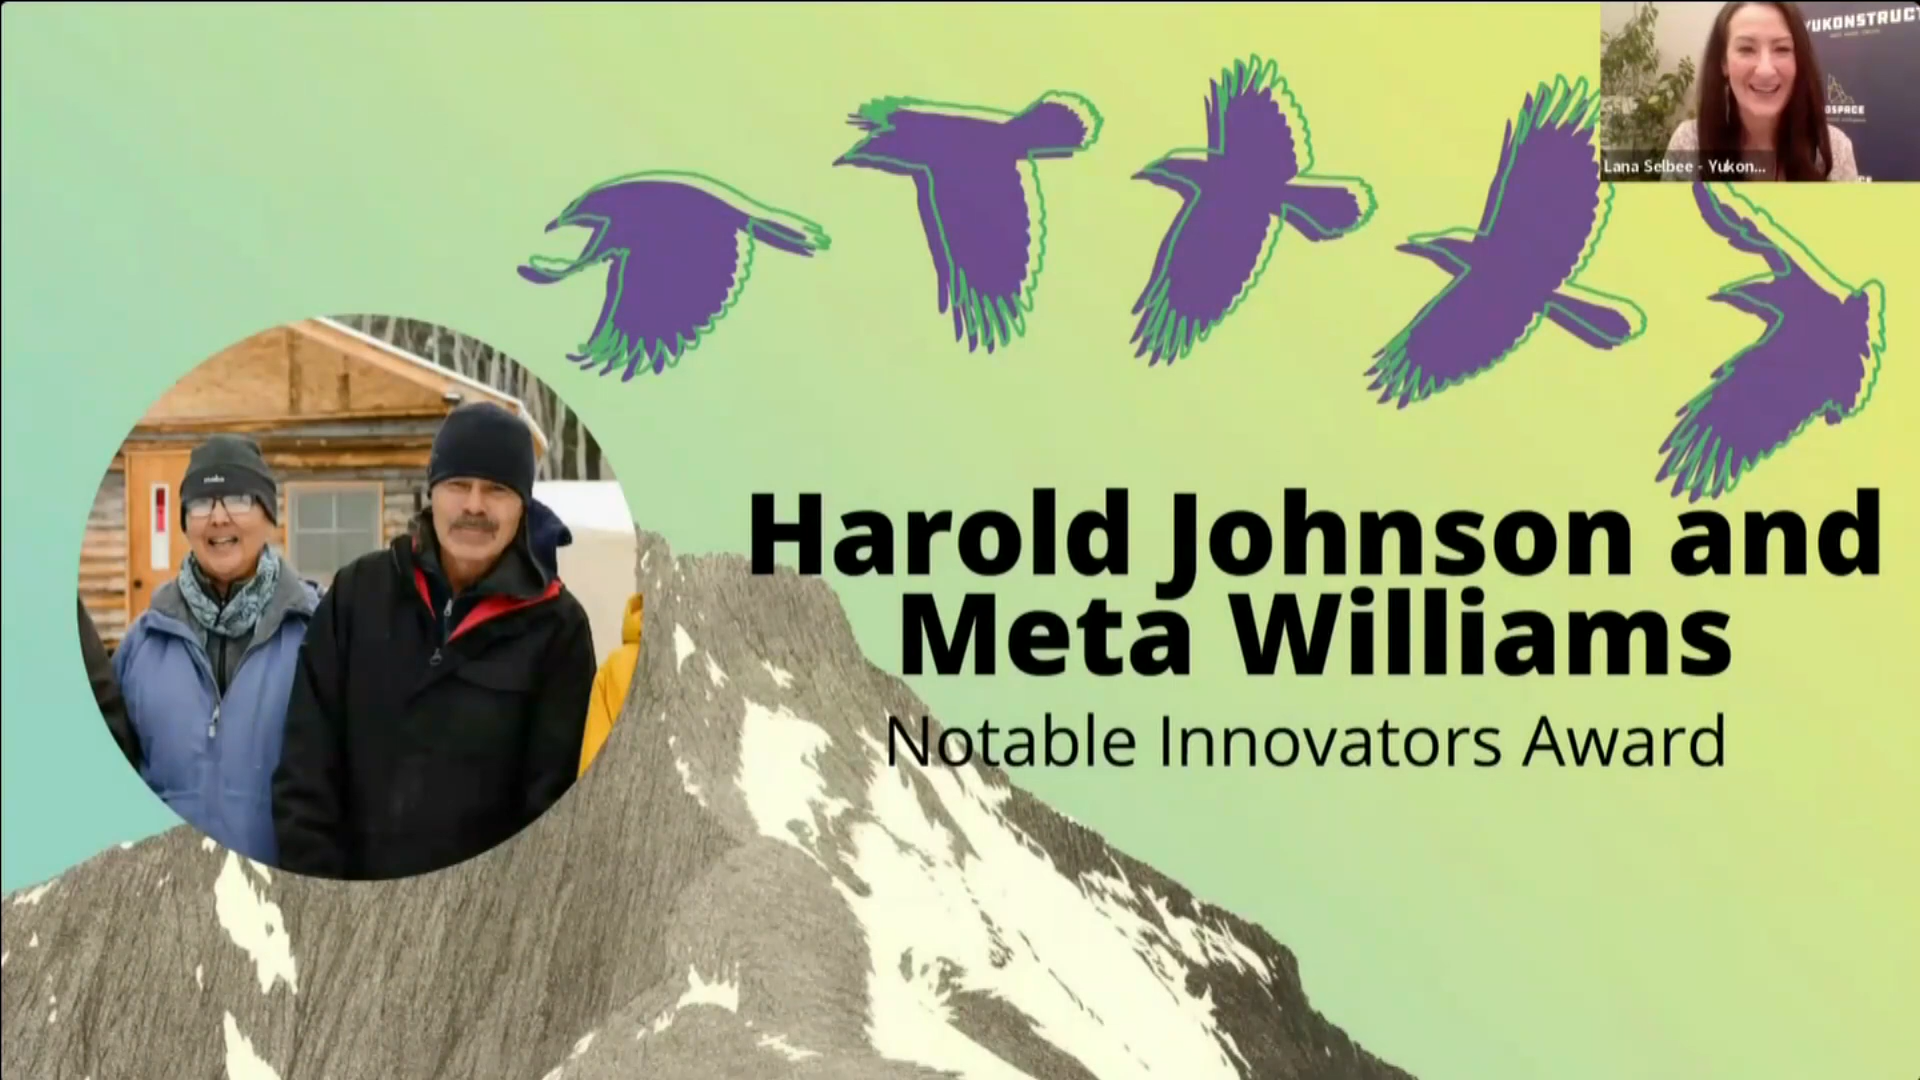 YUKONSTRUCT
Lana Selbee - Yukon...
Harold Johnson and
Meta Williams
Notable Innovators Award